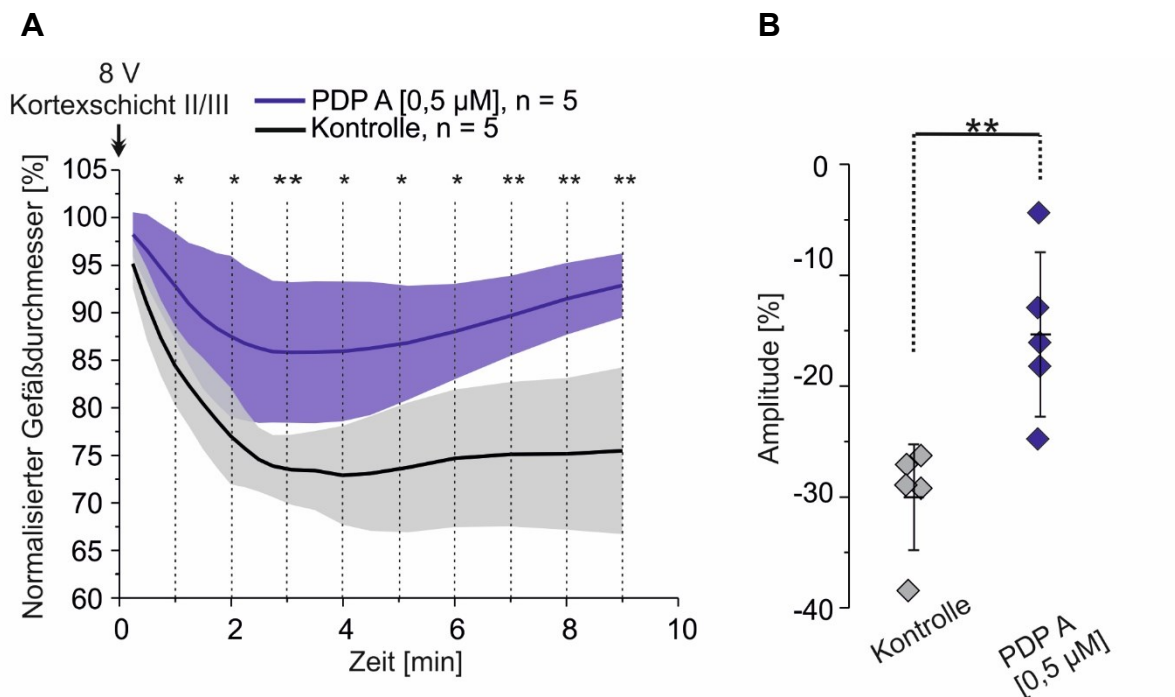 A
8 V
Kortexschicht II/III
PDP A [0,5 µM], n = 5
Kontrolle, n = 5
Normalisierter Gefäßdurchmesser [%]
105
100
95
90
85
80
75
70
65
60
* * ** * * * ** ** **
0 2 4 6 8 10
Zeit [min]
B
**
Amplitude [%]
0
-10
-20
-30
-40
Kontrolle
PDP A
[0,5 µM]